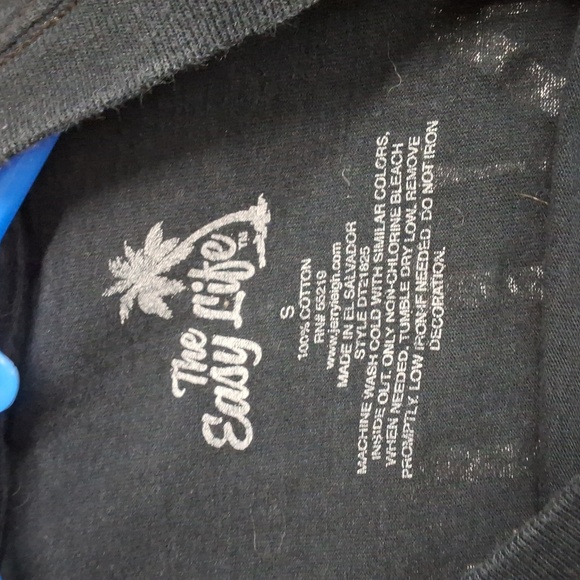 The
Easy Life TM
S
100% COTTON
RN# 55219
www.jerryleigh.com
MADE IN EL SALVADOR
STYLE DT21825
MACHINE WASH COLD WITH SIMILAR COLORS,
INSIDE OUT. ONLY NON-CHLORINE BLEACH
WHEN NEEDED, TUMBLE DRY LOW. REMOVE
PROMPTLY. LOW IRON IF NEEDED. DO NOT IRON
DECORATION.